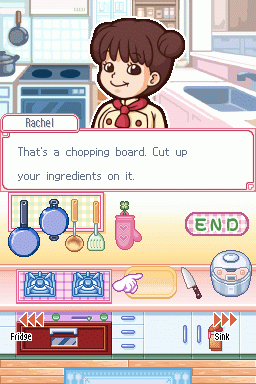 Rachel
That's a chopping board. Cut up
your ingredients on it.
END
Fridge
Sink